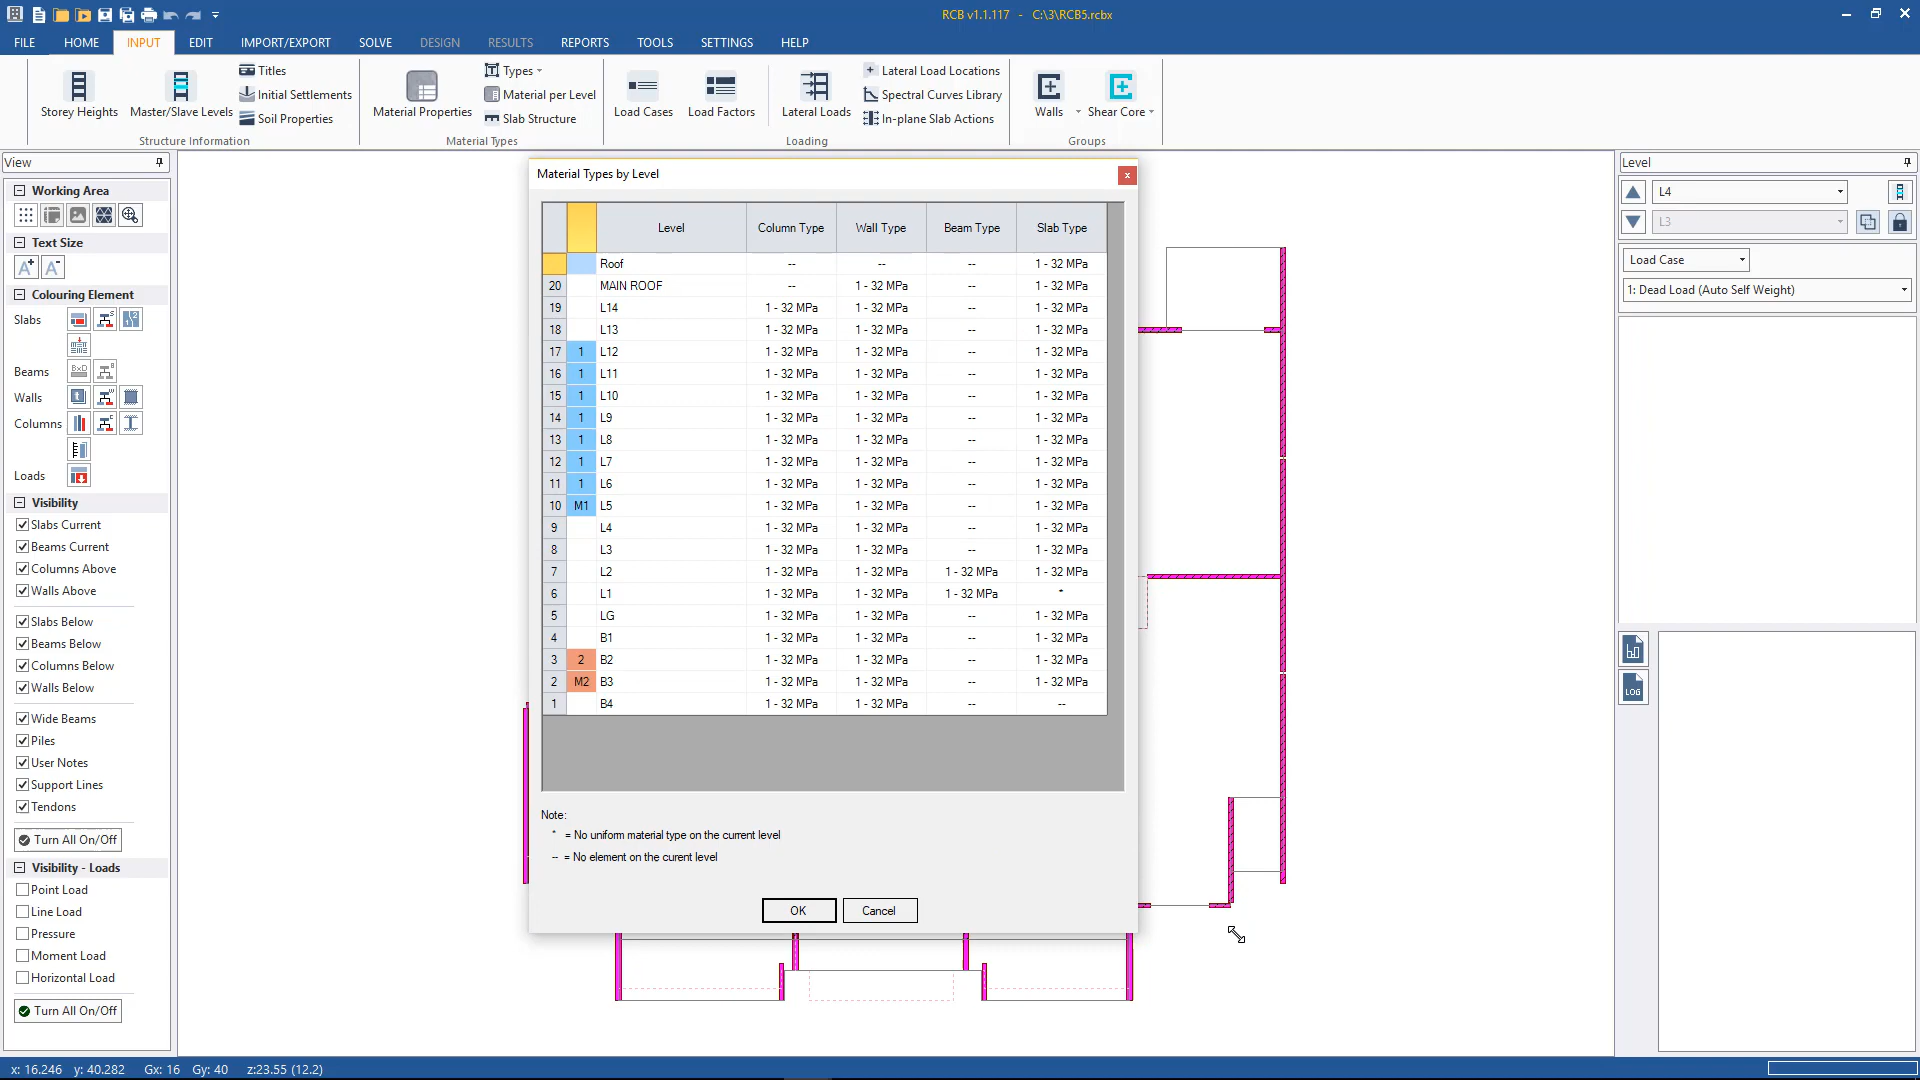 RCB v1.1.117 - C:\3\RCB5.rcbx
FILE HOME INPUT EDIT IMPORT/EXPORT SOLVE DESIGN RESULTS REPORTS TOOLS SETTINGS HELP
Storey Heights
Master/Slave Levels
Titles
Initial Settlements
Soil Properties
Structure Information
Material Properties
Types
Material per Level
Slab Structure
Material Types
Load Cases
Load Factors
Lateral Loads
Lateral Load Locations
Spectral Curves Library
In-plane Slab Actions
Loading
Walls
Shear Core
Groups
View
Working Area
Text Size
A+ A-
Colouring Element
Slabs
Beams
Walls
Columns
Loads
Visibility
Slabs Current
Beams Current
Columns Above
Walls Above
Slabs Below
Beams Below
Columns Below
Walls Below
Wide Beams
Piles
User Notes
Support Lines
Tendons
Turn All On/Off
Visibility - Loads
Point Load
Line Load
Pressure
Moment Load
Horizontal Load
Turn All On/Off
Material Types by Level
x
Level Column Type Wall Type Beam Type Slab Type
Roof -- -- -- 1 - 32 MPa
20 MAIN ROOF -- 1 - 32 MPa -- 1 - 32 MPa
19 L14 1 - 32 MPa 1 - 32 MPa -- 1 - 32 MPa
18 L13 1 - 32 MPa 1 - 32 MPa -- 1 - 32 MPa
17 1 L12 1 - 32 MPa 1 - 32 MPa -- 1 - 32 MPa
16 1 L11 1 - 32 MPa 1 - 32 MPa -- 1 - 32 MPa
15 1 L10 1 - 32 MPa 1 - 32 MPa -- 1 - 32 MPa
14 1 L9 1 - 32 MPa 1 - 32 MPa -- 1 - 32 MPa
13 1 L8 1 - 32 MPa 1 - 32 MPa -- 1 - 32 MPa
12 1 L7 1 - 32 MPa 1 - 32 MPa -- 1 - 32 MPa
11 1 L6 1 - 32 MPa 1 - 32 MPa -- 1 - 32 MPa
10 M1 L5 1 - 32 MPa 1 - 32 MPa -- 1 - 32 MPa
9 L4 1 - 32 MPa 1 - 32 MPa -- 1 - 32 MPa
8 L3 1 - 32 MPa 1 - 32 MPa -- 1 - 32 MPa
7 L2 1 - 32 MPa 1 - 32 MPa 1 - 32 MPa 1 - 32 MPa
6 L1 1 - 32 MPa 1 - 32 MPa 1 - 32 MPa *
5 LG 1 - 32 MPa 1 - 32 MPa -- 1 - 32 MPa
4 B1 1 - 32 MPa 1 - 32 MPa -- 1 - 32 MPa
3 2 B2 1 - 32 MPa 1 - 32 MPa -- 1 - 32 MPa
2 M2 B3 1 - 32 MPa 1 - 32 MPa -- 1 - 32 MPa
1 B4 1 - 32 MPa 1 - 32 MPa -- --
Note:
* = No uniform material type on the current level
-- = No element on the curent level
OK Cancel
Level
L4
L3
Load Case
1: Dead Load (Auto Self Weight)
LOG
x: 16.246 y: 40.282 Gx: 16 Gy: 40 z:23.55 (12.2)